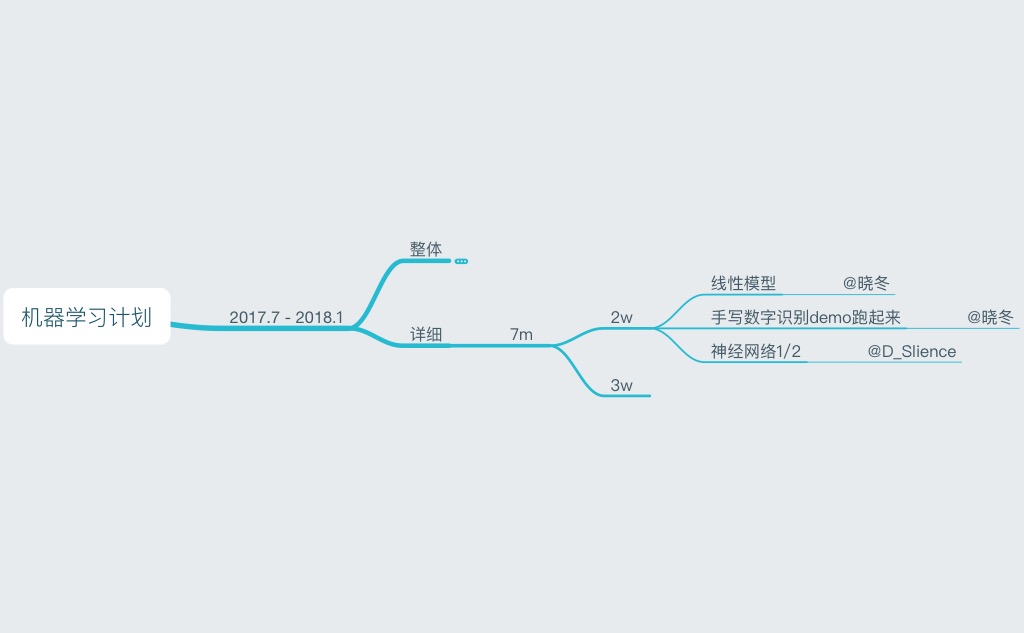 机器学习计划
2017.7 - 2018.1
整体
详细
7m
2w
线性模型
@晓冬
手写数字识别demo跑起来
@晓冬
神经网络1/2
@D_Slience
3w